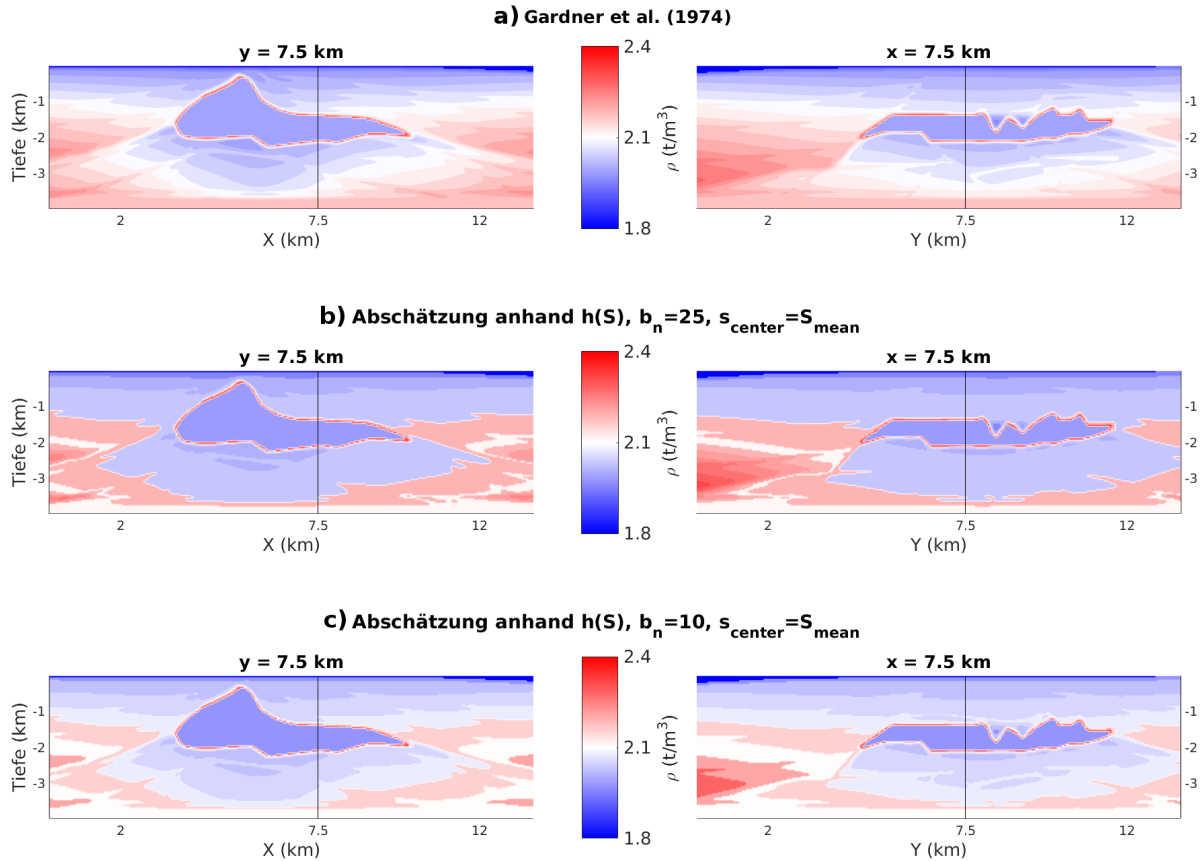 a) Gardner et al. (1974)
y = 7.5 km
x = 7.5 km
Tiefe (km)
-1
-2
-3
2
7.5
12
X (km)
2.4
2.1
1.8
ρ (t/m³)
-1
-2
-3
2
7.5
12
Y (km)
b) Abschätzung anhand h(S), bn=25, scenter=Smean
y = 7.5 km
x = 7.5 km
Tiefe (km)
-1
-2
-3
2
7.5
12
X (km)
2.4
2.1
1.8
ρ (t/m³)
-1
-2
-3
2
7.5
12
Y (km)
c) Abschätzung anhand h(S), bn=10, scenter=Smean
y = 7.5 km
x = 7.5 km
Tiefe (km)
-1
-2
-3
2
7.5
12
X (km)
2.4
2.1
1.8
ρ (t/m³)
-1
-2
-3
2
7.5
12
Y (km)